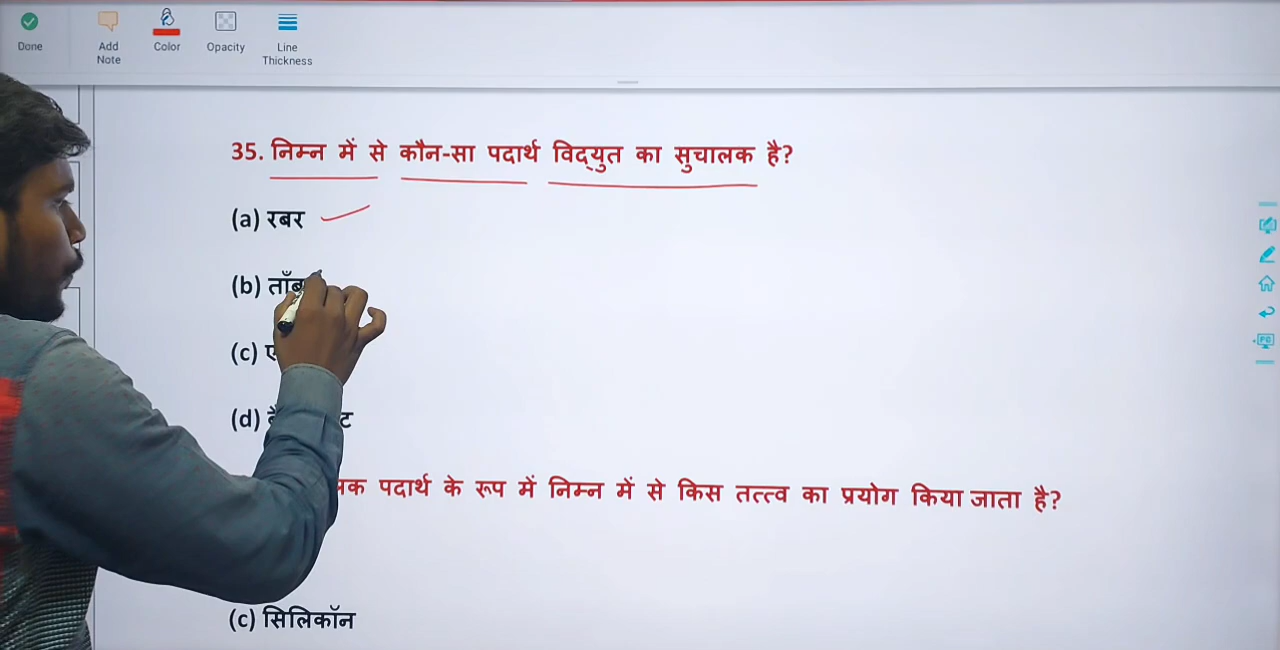 Done
Add
Note
Color
Opacity
Line
Thickness
35. निम्न में से कौन-सा पदार्थ विद्युत का सुचालक है?
(a) रबर
(b)
(c)
(d)
पदार्थ के रूप में निम्न में से किस तत्त्व का प्रयोग किया जाता है?
(c) सिलिकॉन